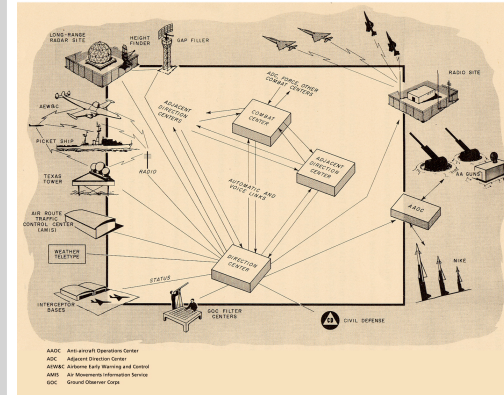 LONG-RANGE
RADAR SITE
HEIGHT
FINDER
GAP FILLER
AEW&C
PICKET SHIP
TEXAS
TOWER
AIR ROUTE
TRAFFIC
CONTROL CENTER
(AMIS)
WEATHER
TELETYPE
INTERCEPTOR
BASES
STATUS
RADIO
ADJACENT
DIRECTION
CENTERS
ADC, FORCE, OTHER
COMBAT CENTERS
COMBAT
CENTER
ADJACENT
DIRECTION
CENTER
AUTOMATIC AND
VOICE LINKS
DIRECTION
CENTER
GOC FILTER
CENTERS
CD
CIVIL DEFENSE
RADIO SITE
AA GUNS
AADC
NIKE
AAOC Anti-aircraft Operations Center
ADC Adjacent Direction Center
AEW&C Airborne Early Warning and Control
AMIS Air Movements Information Service
GOC Ground Observer Corps